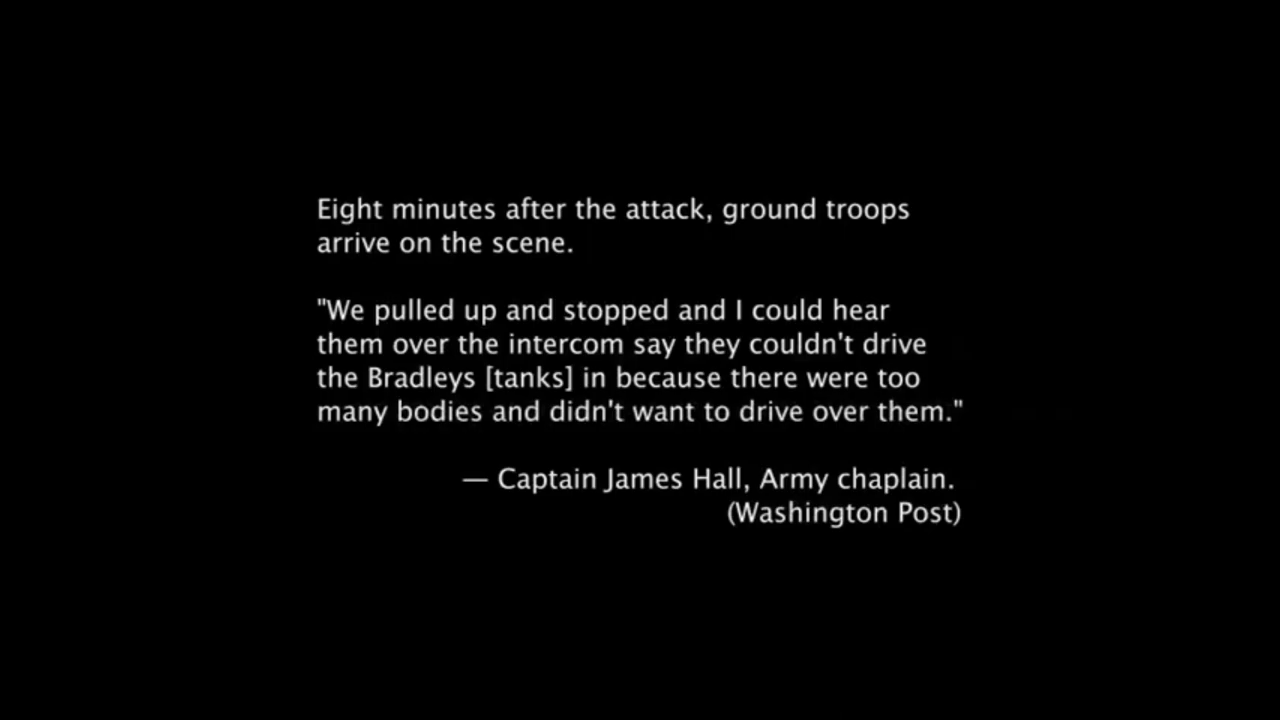 Eight minutes after the attack, ground troops
arrive on the scene.
"We pulled up and stopped and I could hear
them over the intercom say they couldn't drive
the Bradleys [tanks] in because there were too
many bodies and didn't want to drive over them."
— Captain James Hall, Army chaplain.
(Washington Post)